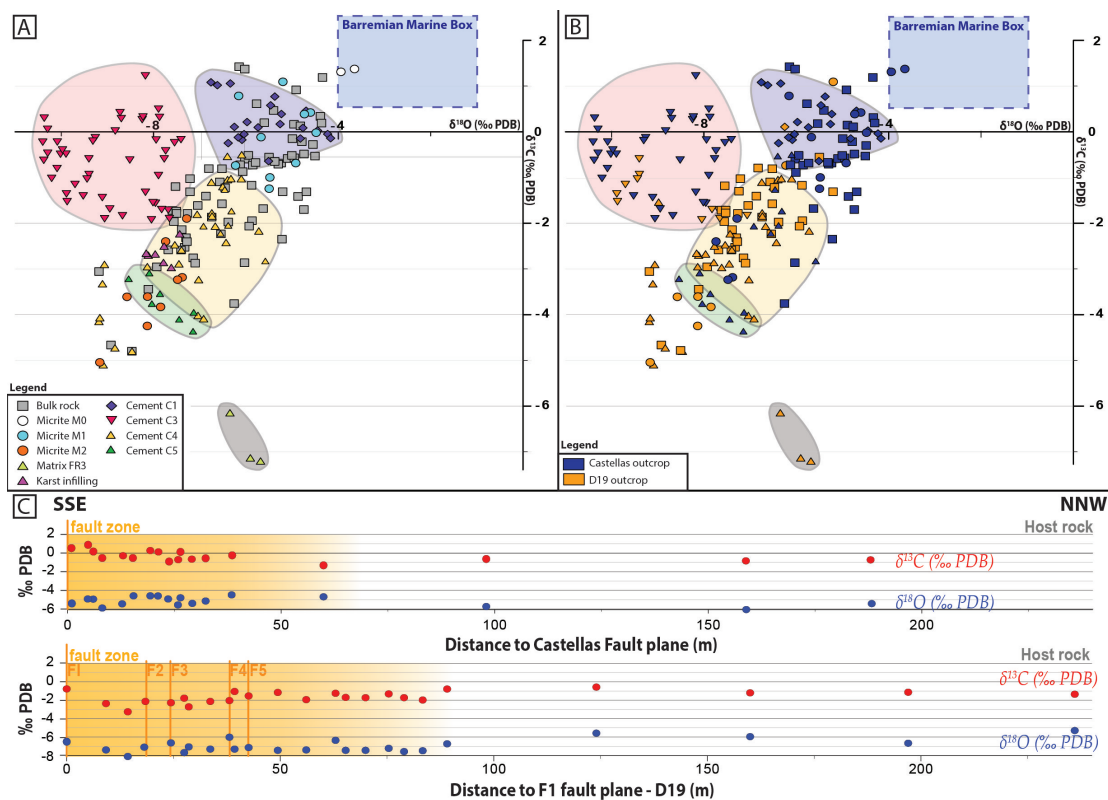 A
Barremian Marine Box
2
-8
-4
0
δ¹⁸O (‰ PDB)
δ¹³C (‰ PDB)
-2
-4
-6
Legend
Bulk rock
Micrite M0
Micrite M1
Micrite M2
Matrix FR3
Karst infilling
Cement C1
Cement C3
Cement C4
Cement C5
B
Barremian Marine Box
2
-8
-4
0
δ¹⁸O (‰ PDB)
δ¹³C (‰ PDB)
-2
-4
-6
Legend
Castellas outcrop
D19 outcrop
C
SSE
NNW
fault zone
Host rock
2
0
-2
-4
-6
‰ PDB
δ¹³C (‰ PDB)
δ¹⁸O (‰ PDB)
0 50 100 150 200
Distance to Castellas Fault plane (m)
fault zone
Host rock
F1 F2 F3 F4 F5
2
0
-2
-4
-6
-8
‰ PDB
δ¹³C (‰ PDB)
δ¹⁸O (‰ PDB)
0 50 100 150 200
Distance to F1 fault plane - D19 (m)